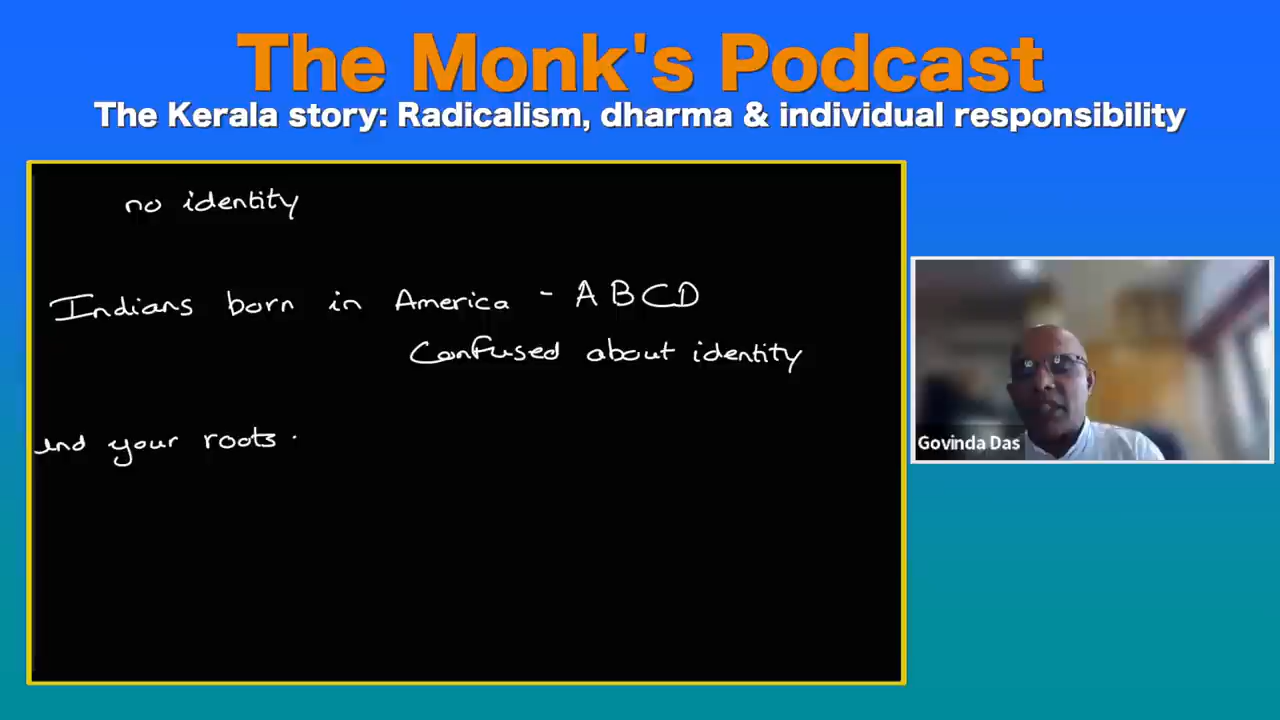 The Monk's Podcast
The Kerala story: Radicalism, dharma & individual responsibility
no identity
Indians born in America - ABCD
Confused about identity
your roots
Govinda Das